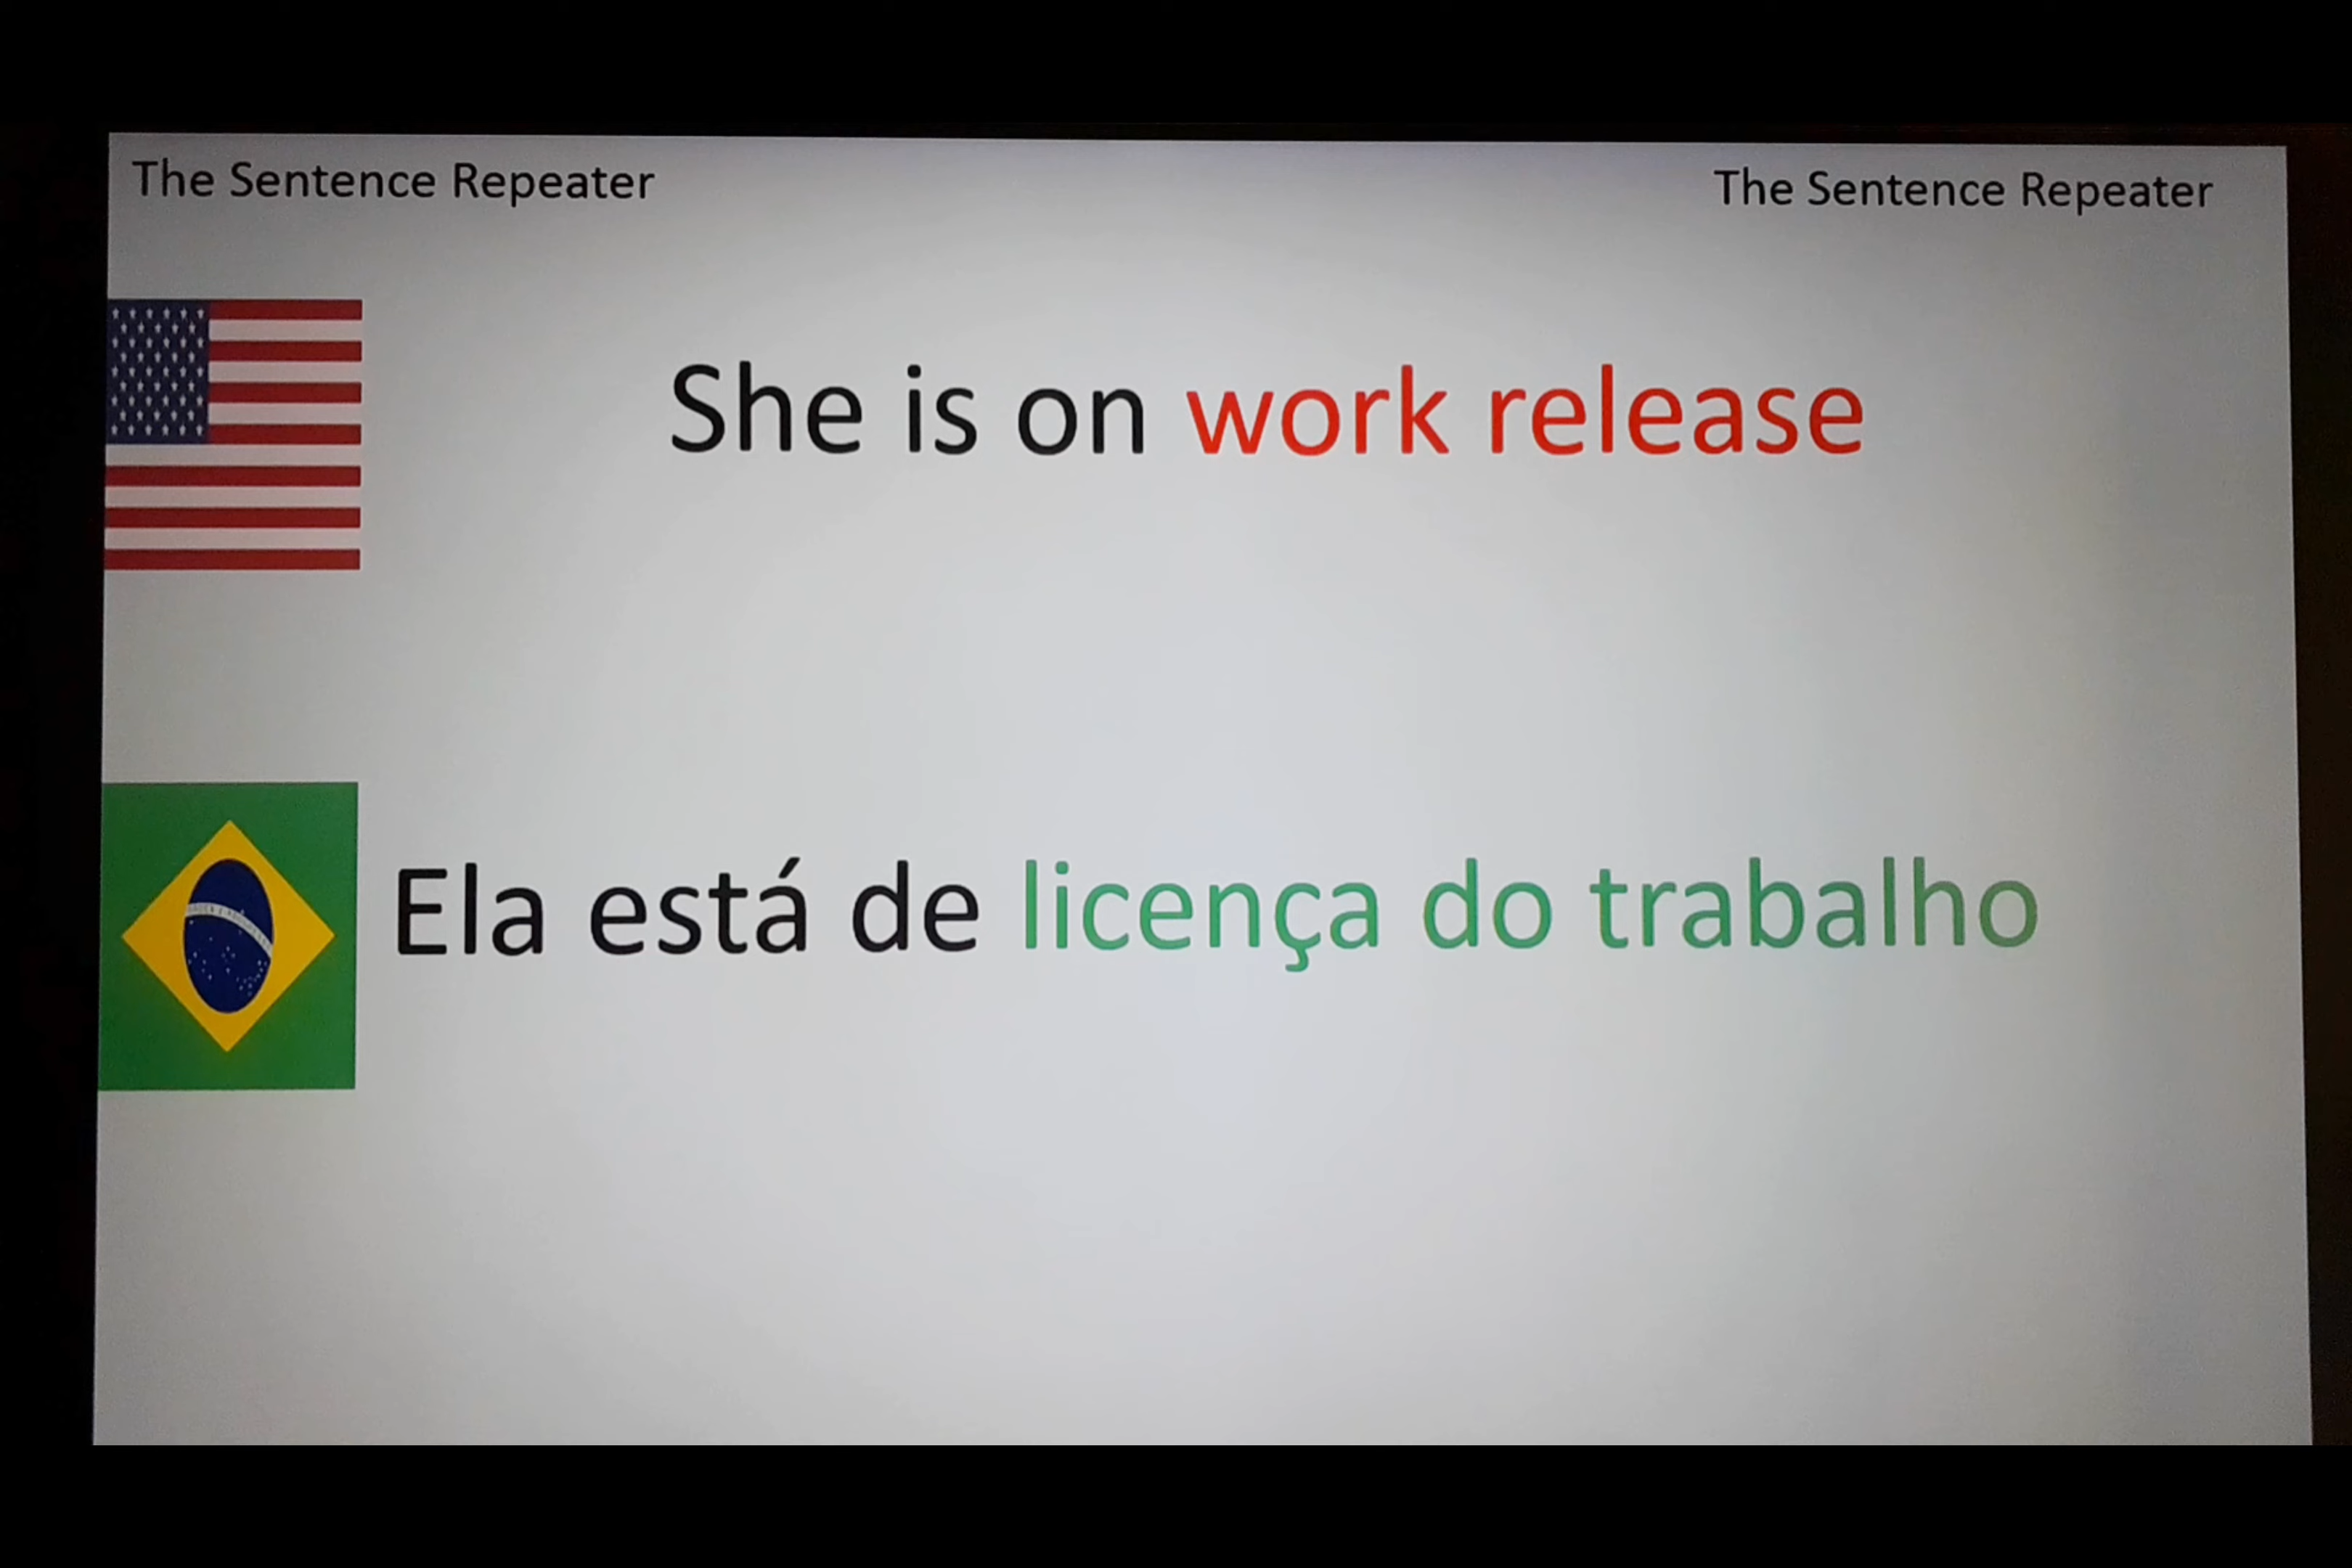 The Sentence Repeater
The Sentence Repeater
She is on work release
Ela está de licença do trabalho